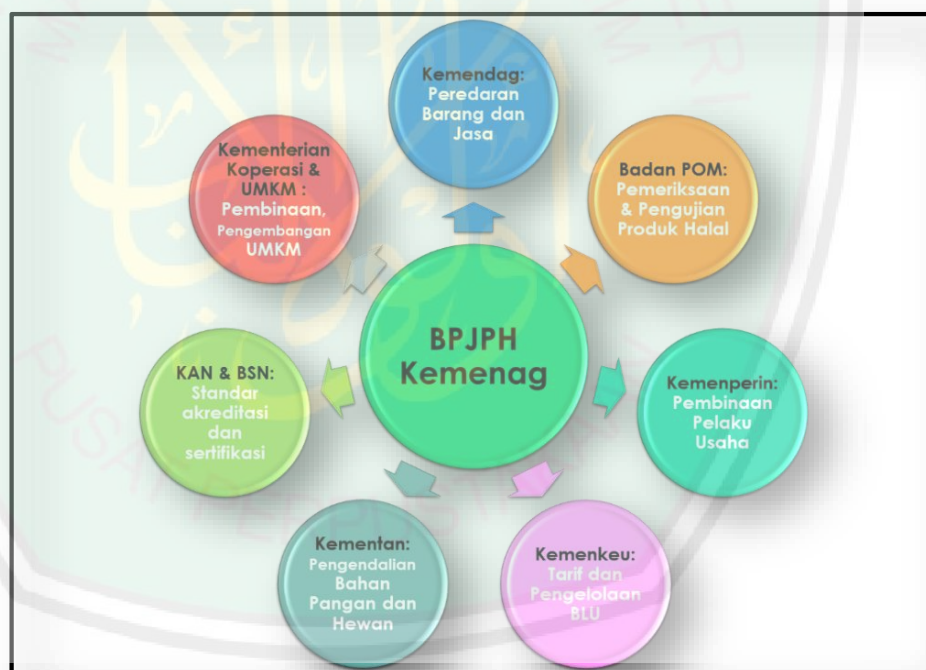 Kemendag:
Peredaran
Barang dan
Jasa
Badan POM:
Pemeriksaan
& Pengujian
Produk Halal
Kemenperin:
Pembinaan
Pelaku
Usaha
Kemenkeu:
Tarif dan
Pengelolaan
BLU
Kementan:
Pengendalian
Bahan
Pangan dan
Hewan
KAN & BSN:
Standar
akreditasi
dan
sertifikasi
Kementerian
Koperasi &
UMKM :
Pembinaan,
Pengembangan
UMKM
BPJPH
Kemenag